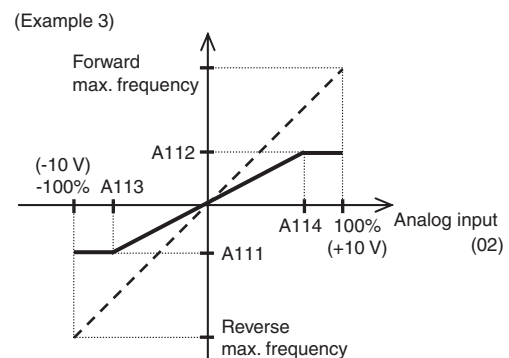 (Example 3)
Forward
max. frequency
A112
(-10 V)
-100%
A113
A114
100%
(+10 V)
Analog input
(02)
A111
Reverse
max. frequency